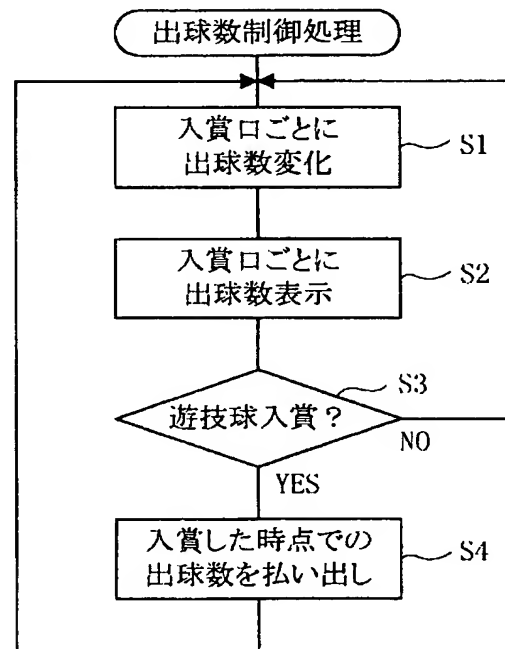 出球数制御処理
入賞口ごとに
出球数変化
S1
入賞口ごとに
出球数表示
S2
S3
遊技球入賞？
NO
YES
入賞した時点での
出球数を払い出し
S4